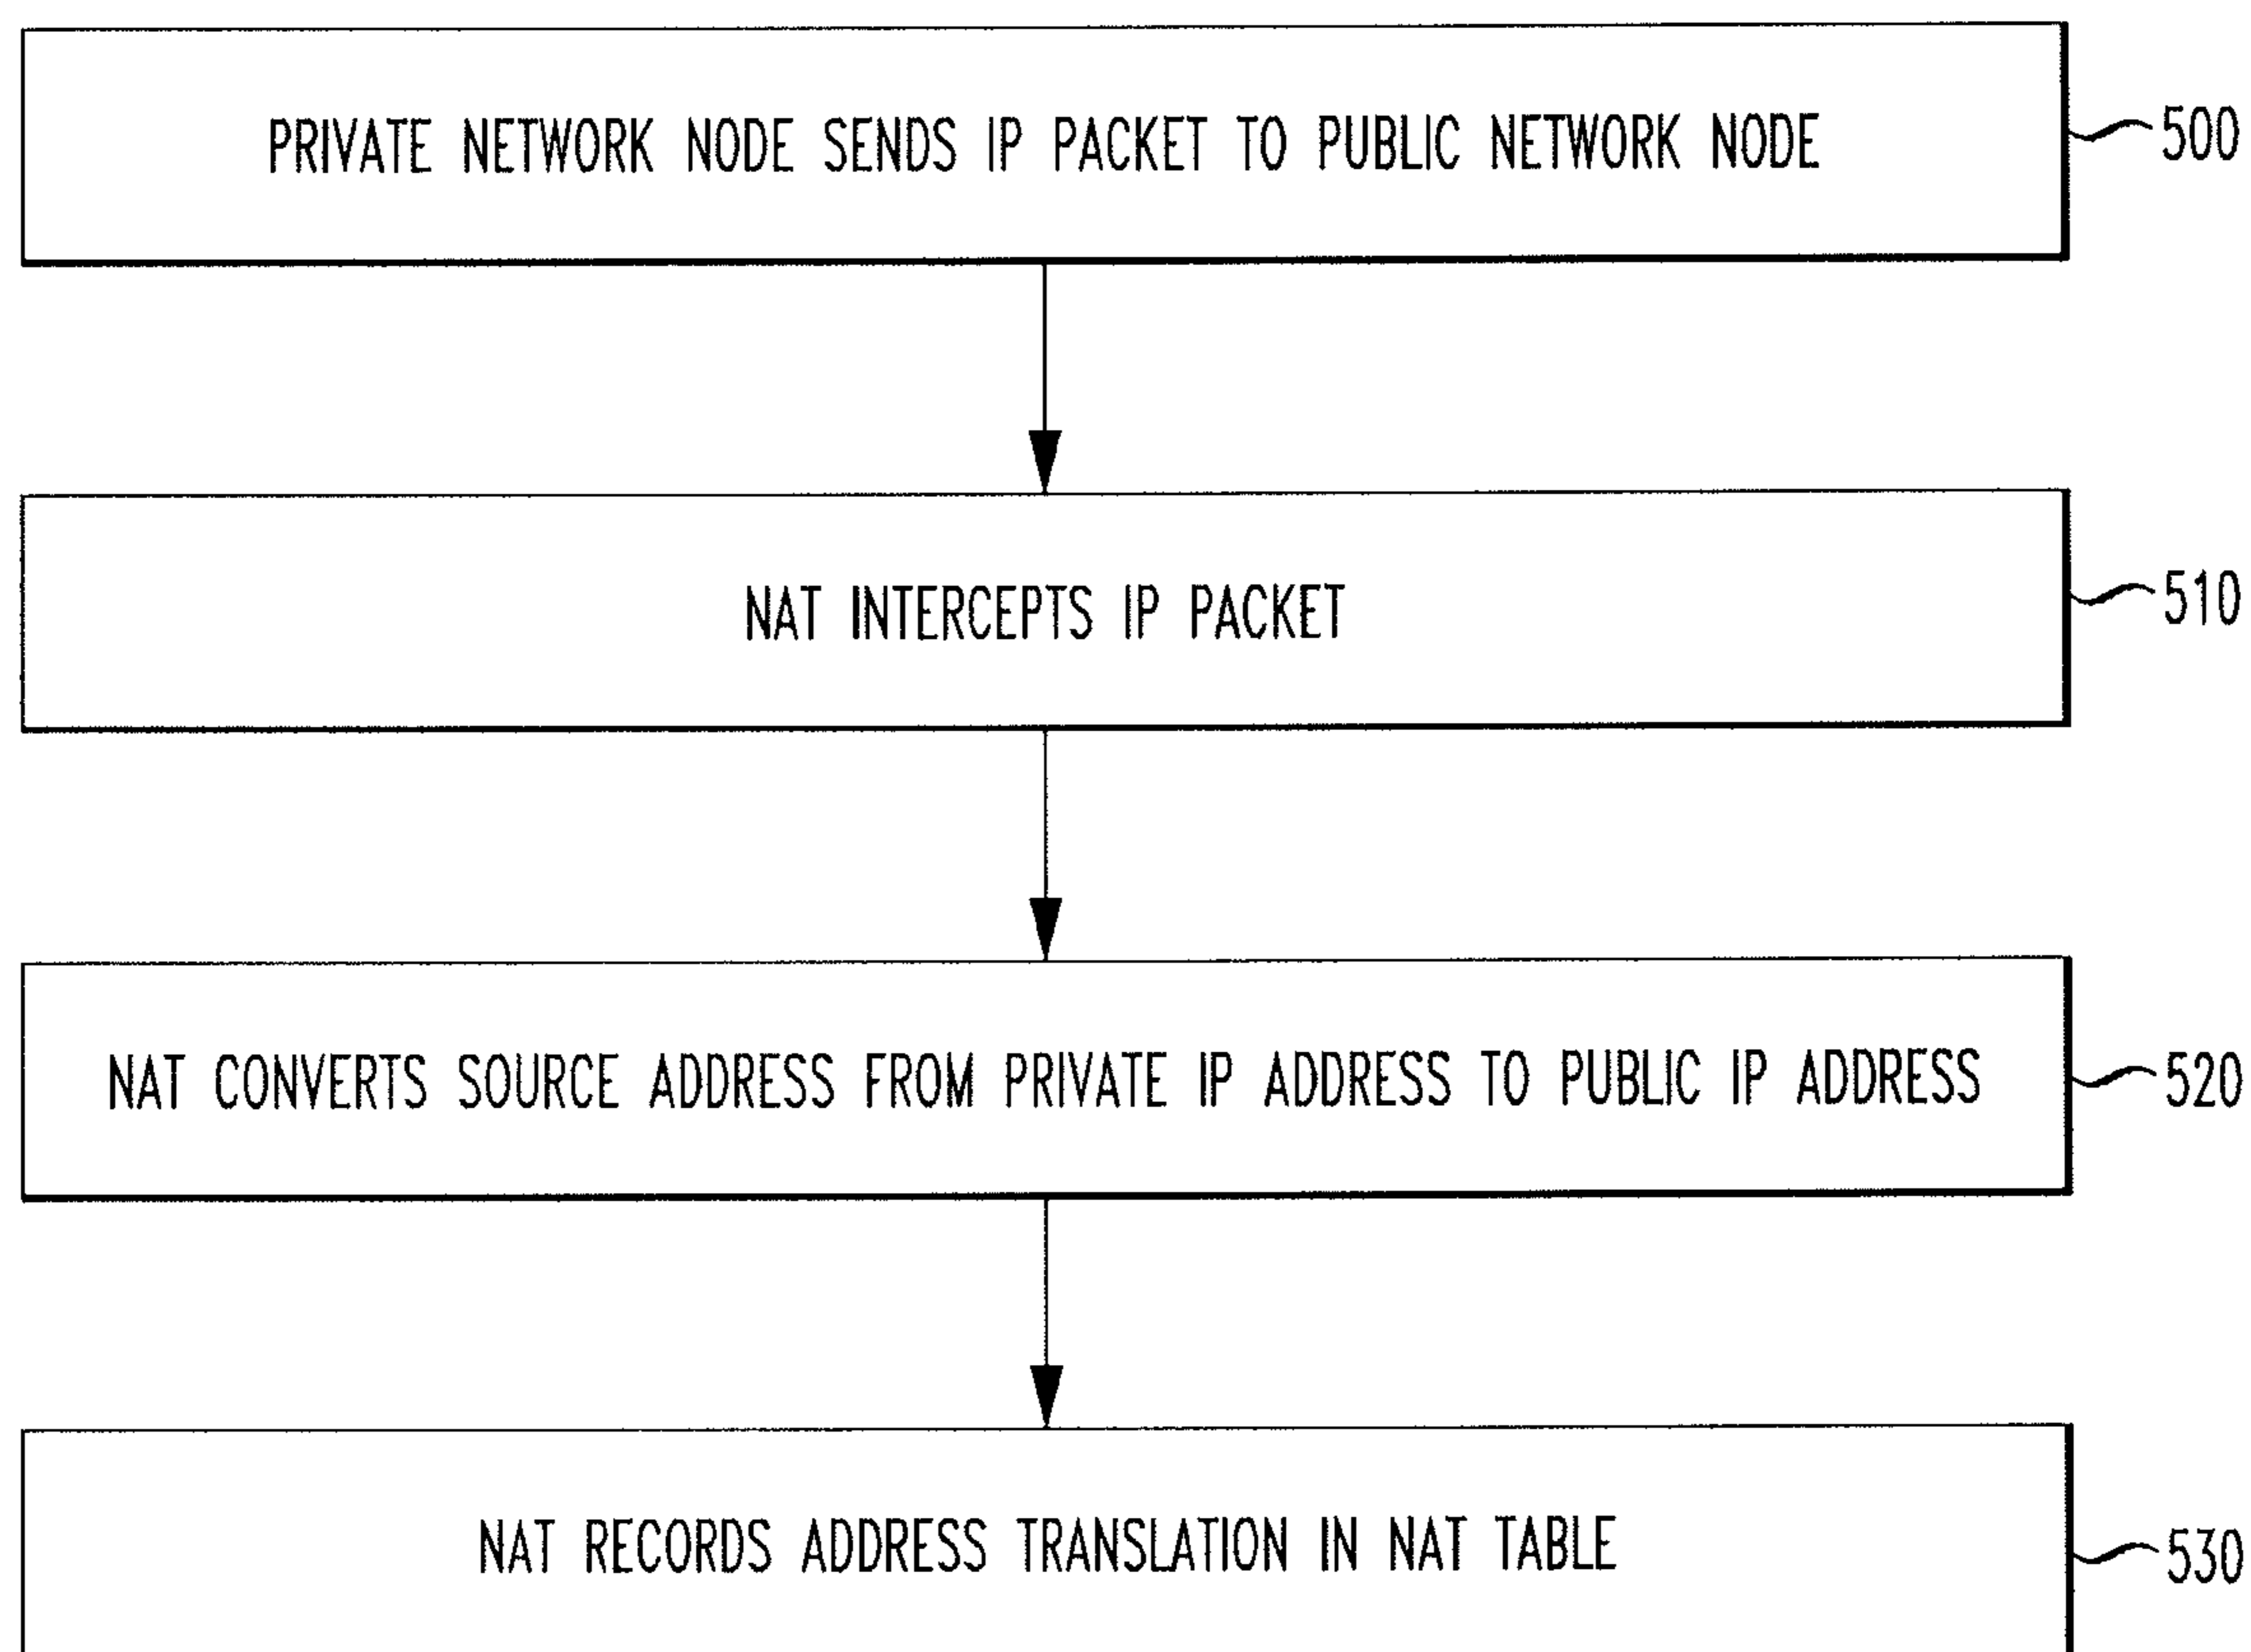 PRIVATE NETWORK NODE SENDS IP PACKET TO PUBLIC NETWORK NODE
500
NAT INTERCEPTS IP PACKET
510
NAT CONVERTS SOURCE ADDRESS FROM PRIVATE IP ADDRESS TO PUBLIC IP ADDRESS
520
NAT RECORDS ADDRESS TRANSLATION IN NAT TABLE
530